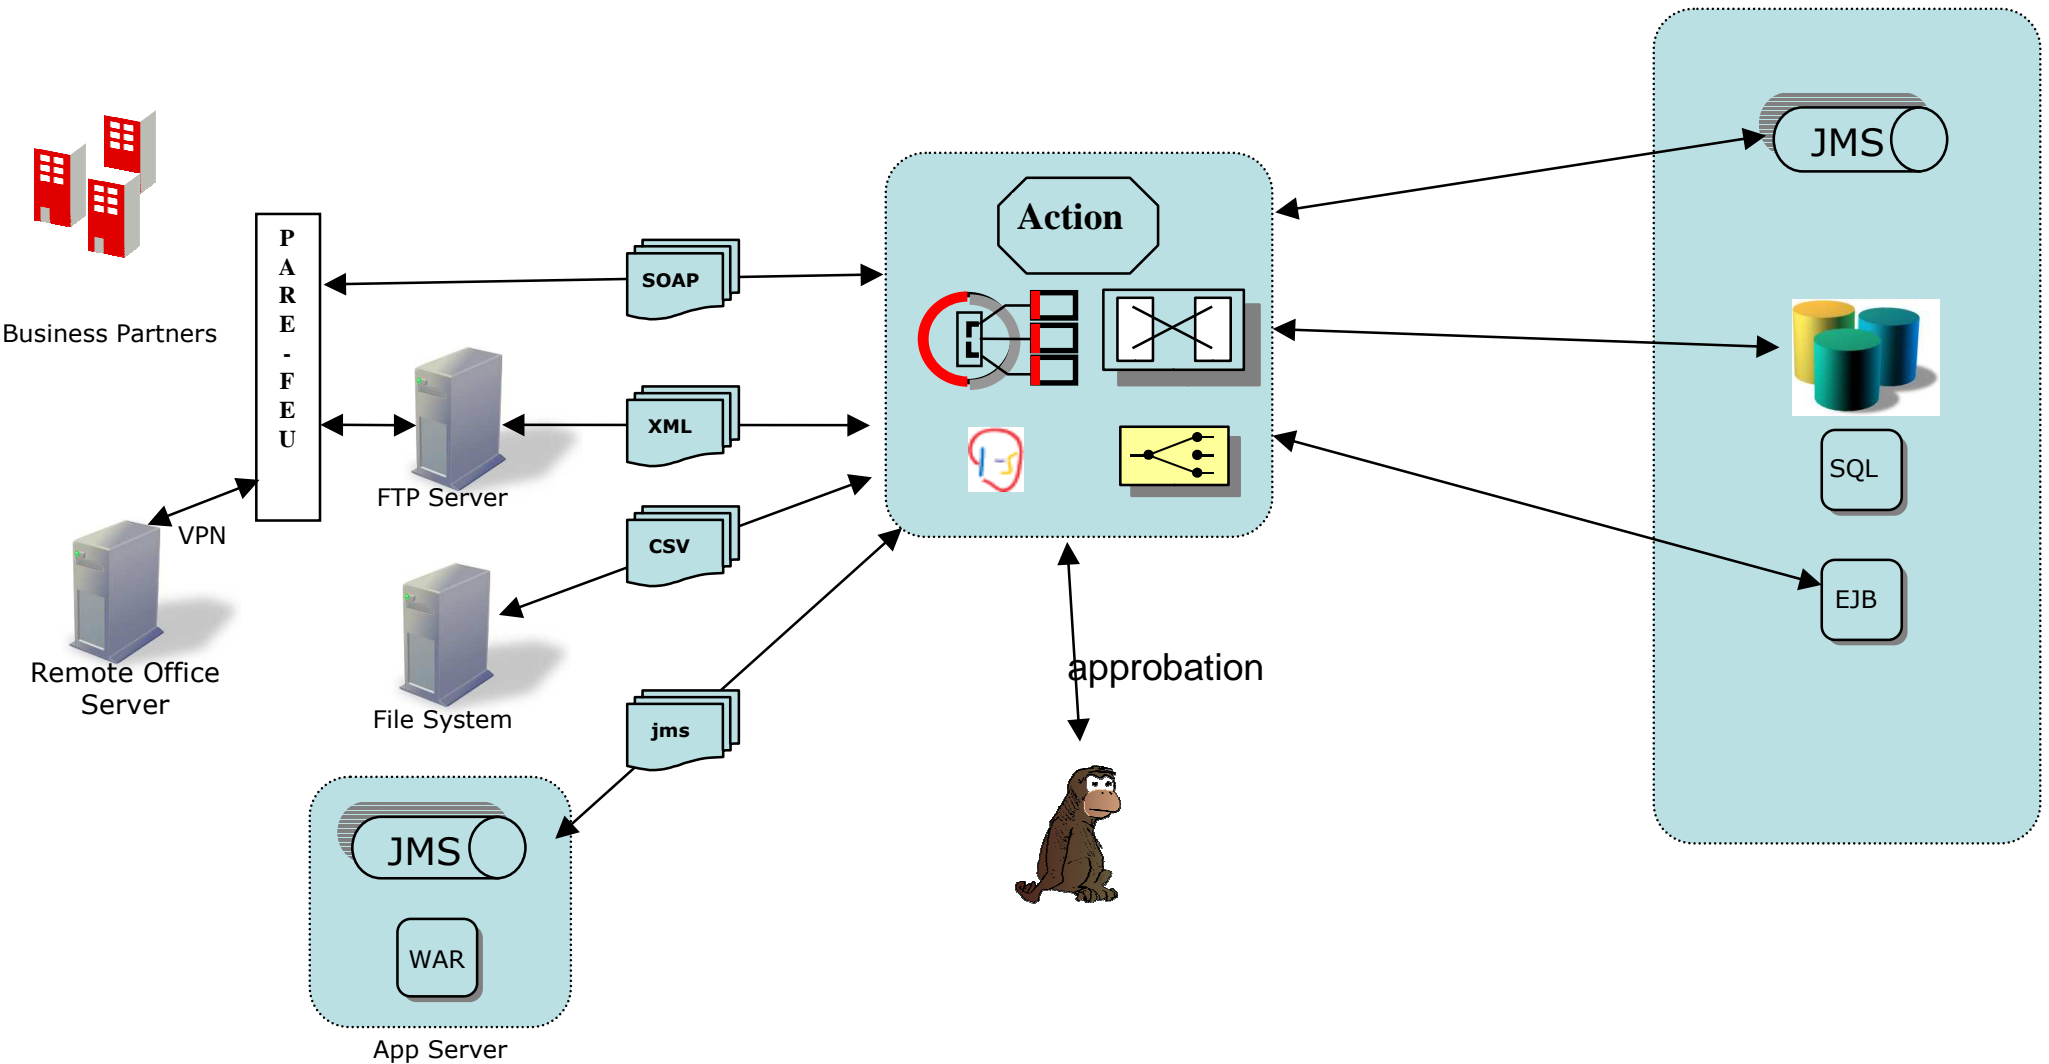 Business Partners
P
A
R
E
-
F
E
U
VPN
Remote Office
Server
FTP Server
File System
SOAP
XML
CSV
jms
JMS
WAR
App Server
Action
approbation
JMS
SQL
EJB